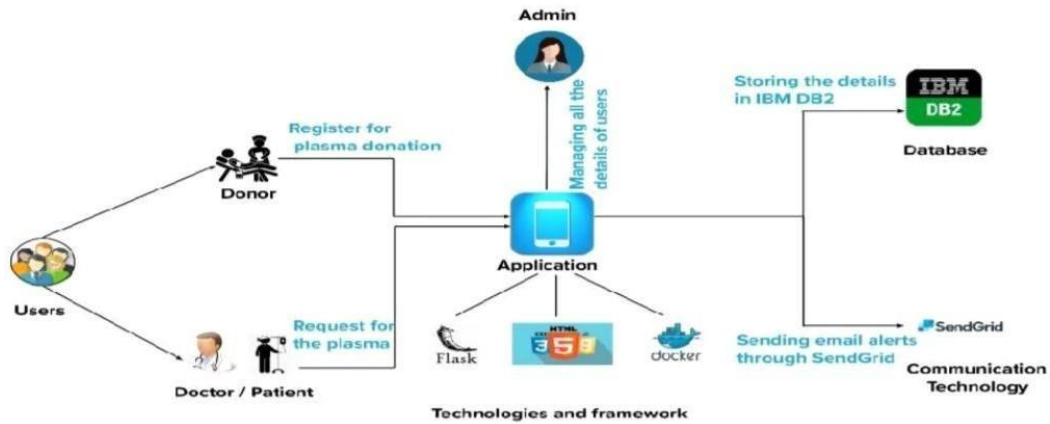 Admin
Managing all the
details of users
Storing the details
in IBM DB2
IBM
DB2
Database
Register for
plasma donation
Donor
Users
Application
Request for
the plasma
Doctor / Patient
Flask
HTML
3 5 S
docker
Technologies and framework
Sending email alerts
through SendGrid
SendGrid
Communication
Technology